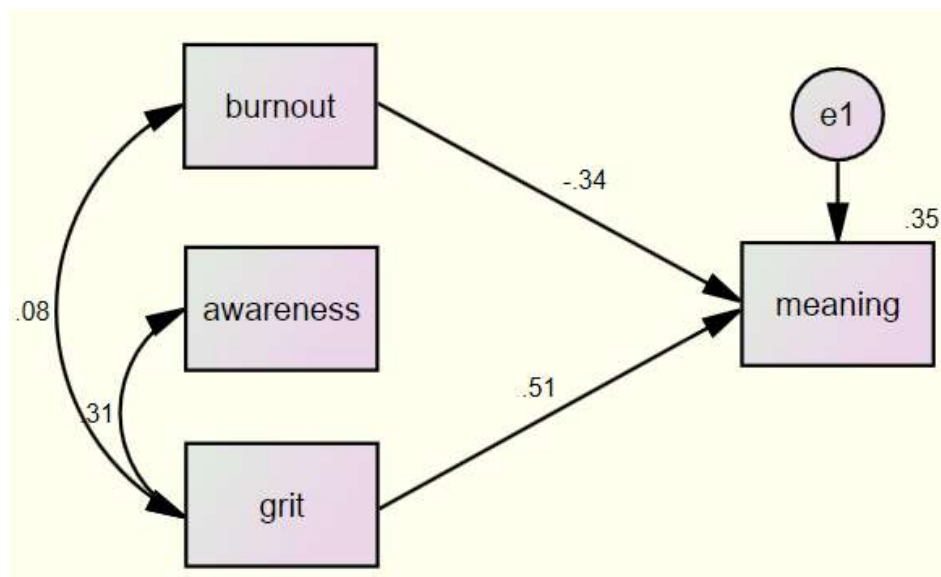 burnout
e1
-.34
.35
awareness
meaning
.08
.31
.51
grit